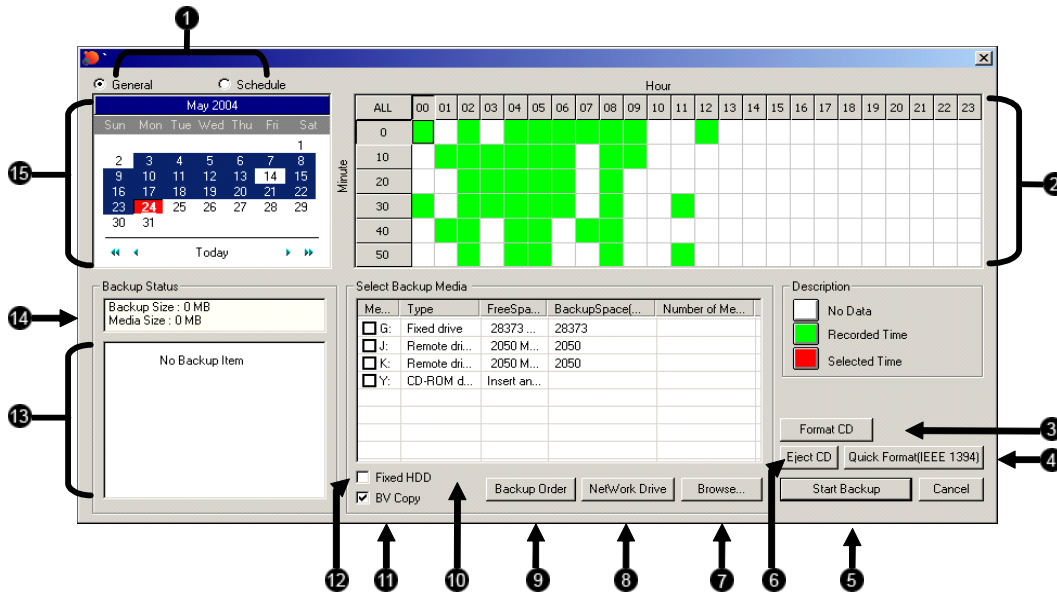 1
General Schedule
May 2004
Sun Mon Tue Wed Thu Fri Sat
1
2 3 4 5 6 7 8
9 10 11 12 13 14 15
16 17 18 19 20 21 22
23 24 25 26 27 28 29
30 31
Today
15
Hour
ALL 00 01 02 03 04 05 06 07 08 09 10 11 12 13 14 15 16 17 18 19 20 21 22 23
Minute
0
10
20
30
40
50
2
Backup Status
Backup Size : 0 MB
Media Size : 0 MB
14
No Backup Item
13
Select Backup Media
Me... Type FreeSpa... BackupSpace(... Number of Me...
G: Fixed drive 28373 ... 28373
J: Remote dri... 2050 M... 2050
K: Remote dri... 2050 M... 2050
Y: CD-ROM d... Insert an...
Description
No Data
Recorded Time
Selected Time
Format CD
3
Eject CD Quick Format(IEEE 1394)
4
Fixed HDD
BV Copy
Backup Order NetWork Drive Browse...
Start Backup Cancel
12 11 10 9 8 7 6 5